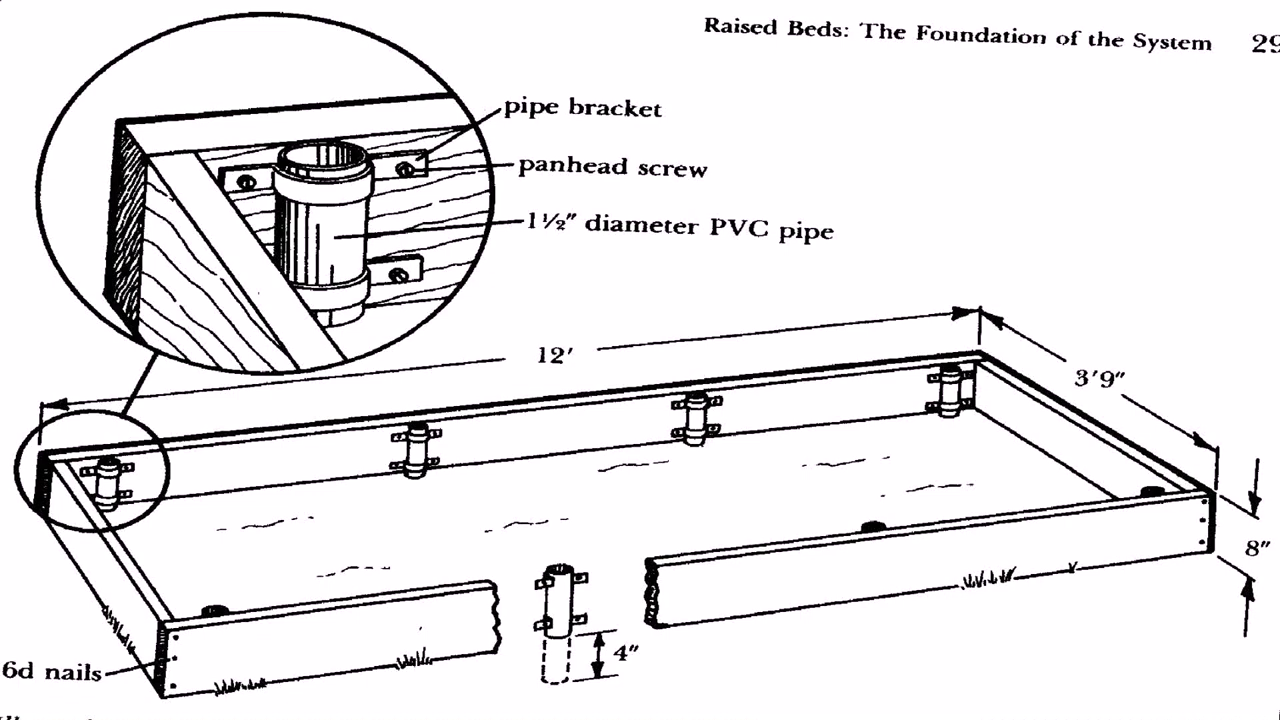 Raised Beds: The Foundation of the System 29
pipe bracket
panhead screw
1½″ diameter PVC pipe
12′
3′9″
8″
4″
6d nails